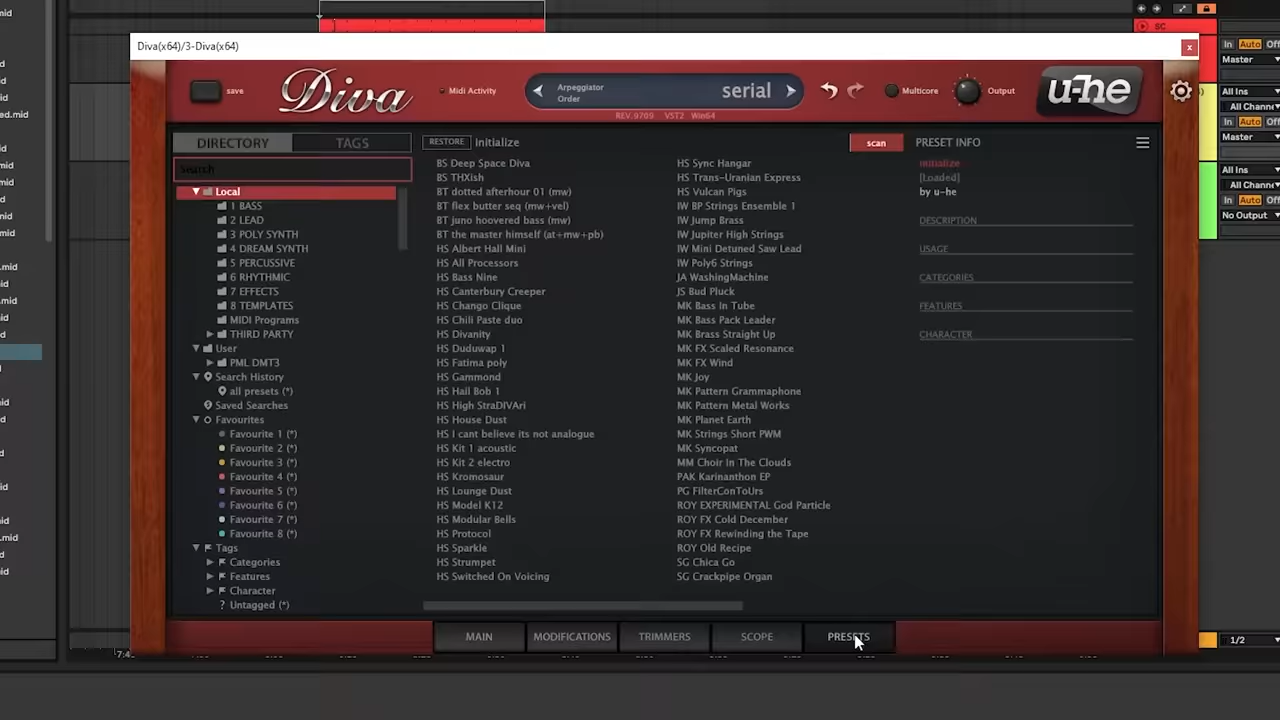 mid
SC
Diva(x64)/3-Diva(x64)
x
In Auto Off
Master
save
Diva
Midi Activity
Arpeggiator
Order
serial
Multicore
Output
u-he
REV.9709 VST2 Win64
All Ins
All Channe
In Auto Off
Master
DIRECTORY
TAGS
RESTORE
initialize
scan
PRESET INFO
search
Local
1 BASS
2 LEAD
3 POLY SYNTH
4 DREAM SYNTH
5 PERCUSSIVE
6 RHYTHMIC
7 EFFECTS
8 TEMPLATES
MIDI Programs
THIRD PARTY
User
PML DMT3
Search History
all presets (*)
Saved Searches
Favourites
Favourite 1 (*)
Favourite 2 (*)
Favourite 3 (*)
Favourite 4 (*)
Favourite 5 (*)
Favourite 6 (*)
Favourite 7 (*)
Favourite 8 (*)
Tags
Categories
Features
Character
? Untagged (*)
BS Deep Space Diva
BS THXish
BT dotted afterhour 01 (mw)
BT flex butter seq (mw+vel)
BT juno hoovered bass (mw)
BT the master himself (at+mw+pb)
HS Albert Hall Mini
HS All Processors
HS Bass Nine
HS Canterbury Creeper
HS Chango Clique
HS Chili Paste duo
HS Divanity
HS Duduwap 1
HS Fatima poly
HS Gammond
HS Hail Bob 1
HS High StraDIVAri
HS House Dust
HS I cant believe its not analogue
HS Kit 1 acoustic
HS Kit 2 electro
HS Kromosaur
HS Lounge Dust
HS Model K12
HS Modular Bells
HS Protocol
HS Sparkle
HS Strumpet
HS Switched On Voicing
HS Sync Hangar
HS Trans-Uranian Express
HS Vulcan Pigs
IW BP Strings Ensemble 1
IW Jump Brass
IW Jupiter High Strings
IW Mini Detuned Saw Lead
IW Poly6 Strings
JA WashingMachine
JS Bud Pluck
MK Bass In Tube
MK Bass Pack Leader
MK Brass Straight Up
MK FX Scaled Resonance
MK FX Wind
MK Joy
MK Pattern Grammaphone
MK Pattern Metal Works
MK Planet Earth
MK Strings Short PWM
MK Syncopat
MM Choir In The Clouds
PAK Karinanthon EP
PG FilterConToUrs
ROY EXPERIMENTAL God Particle
ROY FX Cold December
ROY FX Rewinding the Tape
ROY Old Recipe
SG Chica Go
SG Crackpipe Organ
initialize
[Loaded]
by u-he
DESCRIPTION
USAGE
CATEGORIES
FEATURES
CHARACTER
All Ins
All Channe
In Auto Off
No Output
MAIN
MODIFICATIONS
TRIMMERS
SCOPE
PRESETS
1/2